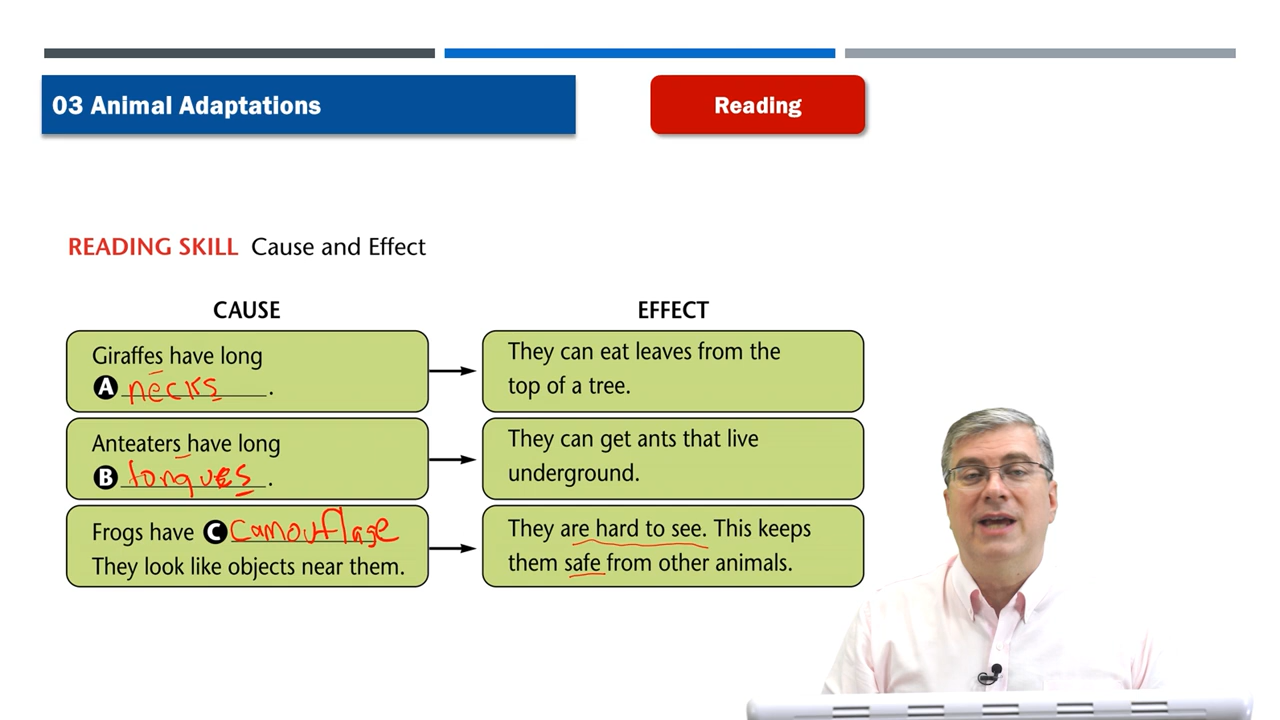 03 Animal Adaptations
Reading
READING SKILL Cause and Effect
CAUSE
EFFECT
Giraffes have long
A necks.
They can eat leaves from the
top of a tree.
Anteaters have long
B tongues.
They can get ants that live
underground.
Frogs have C camouflage
They look like objects near them.
They are hard to see. This keeps
them safe from other animals.